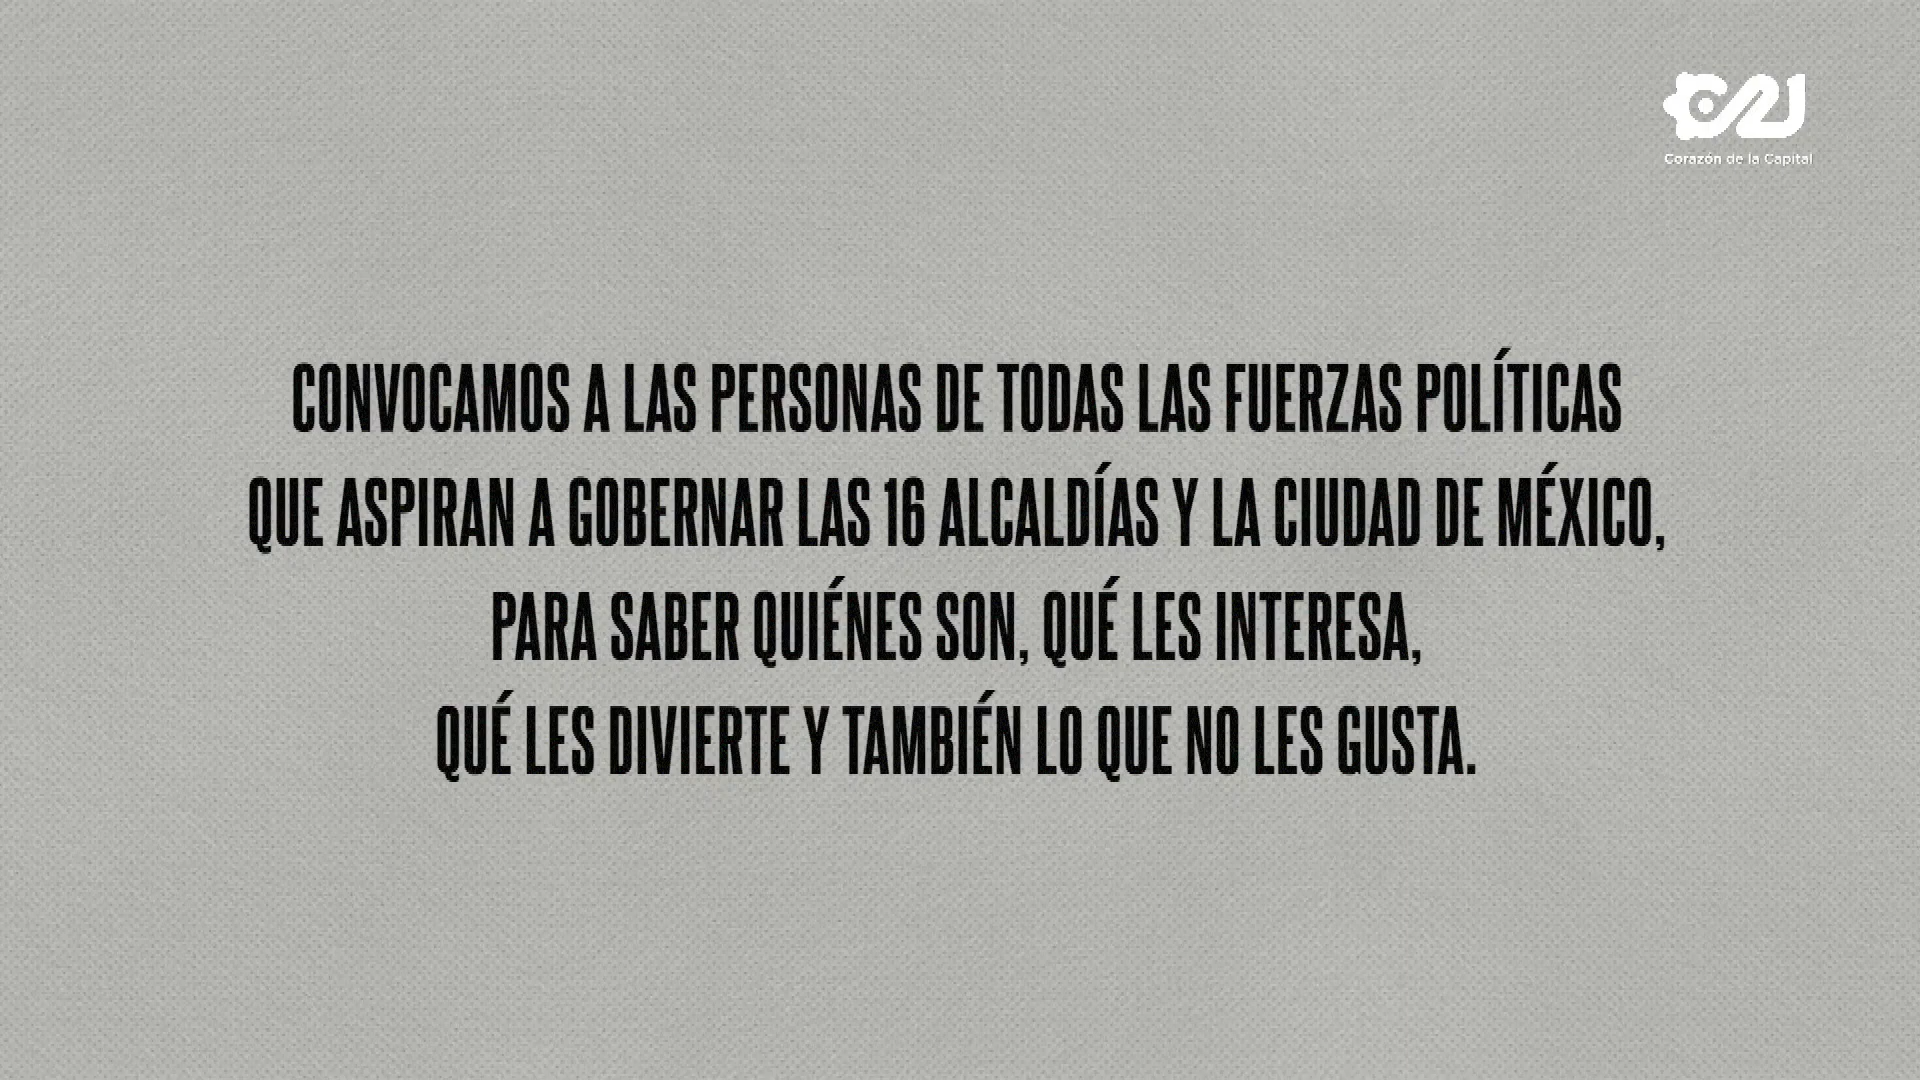 C21
Corazón de la Capital
CONVOCAMOS A LAS PERSONAS DE TODAS LAS FUERZAS POLÍTICAS
QUE ASPIRAN A GOBERNAR LAS 16 ALCALDÍAS Y LA CIUDAD DE MÉXICO,
PARA SABER QUIÉNES SON, QUÉ LES INTERESA,
QUÉ LES DIVIERTE Y TAMBIÉN LO QUE NO LES GUSTA.